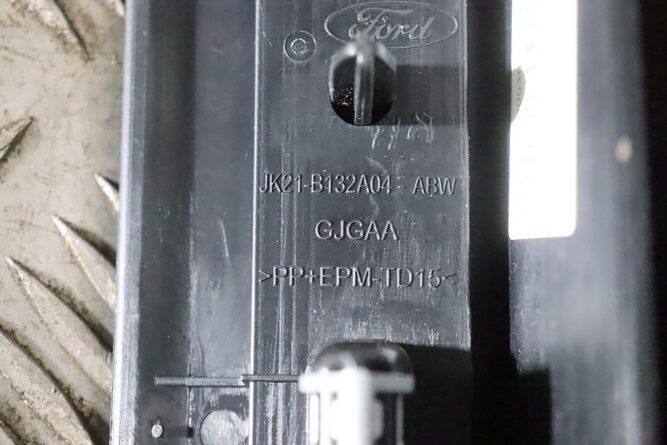 Ford
JK21-B132A04-ABW
GJGAA
>PP+EPM-TD15<